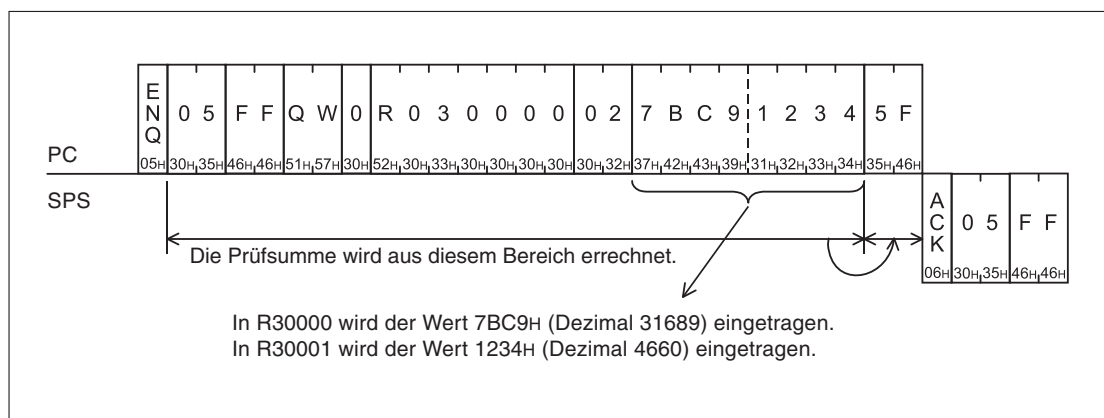 ENQ 0 5 F F Q W 0 R 0 3 0 0 0 0 0 2 7 B C 9 1 2 3 4 5 F
PC 05H 30H 35H 46H 46H 51H 57H 30H 52H 30H 33H 30H 30H 30H 30H 30H 32H 37H 42H 43H 39H 31H 32H 33H 34H 35H 46H
SPS
ACK 0 5 F F
06H 30H 35H 46H 46H
Die Prüfsumme wird aus diesem Bereich errechnet.
In R30000 wird der Wert 7BC9H (Dezimal 31689) eingetragen.
In R30001 wird der Wert 1234H (Dezimal 4660) eingetragen.